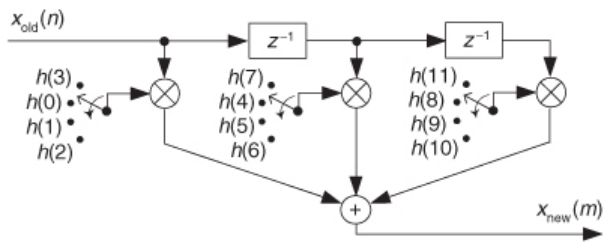 x_old(n)
z⁻¹
z⁻¹
h(3)
h(0)
h(1)
h(2)
h(7)
h(4)
h(5)
h(6)
h(11)
h(8)
h(9)
h(10)
+
x_new(m)